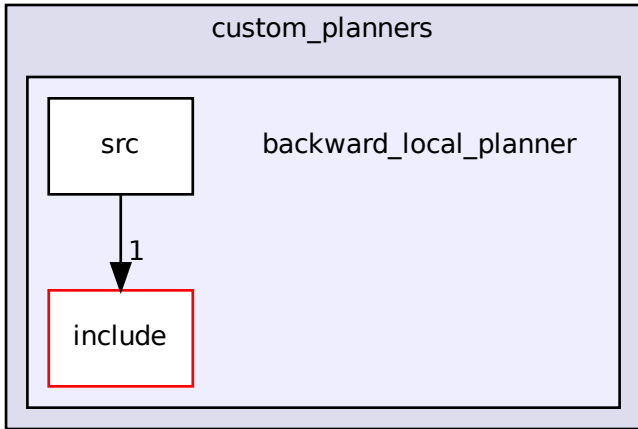 custom_planners
src
backward_local_planner
1
include